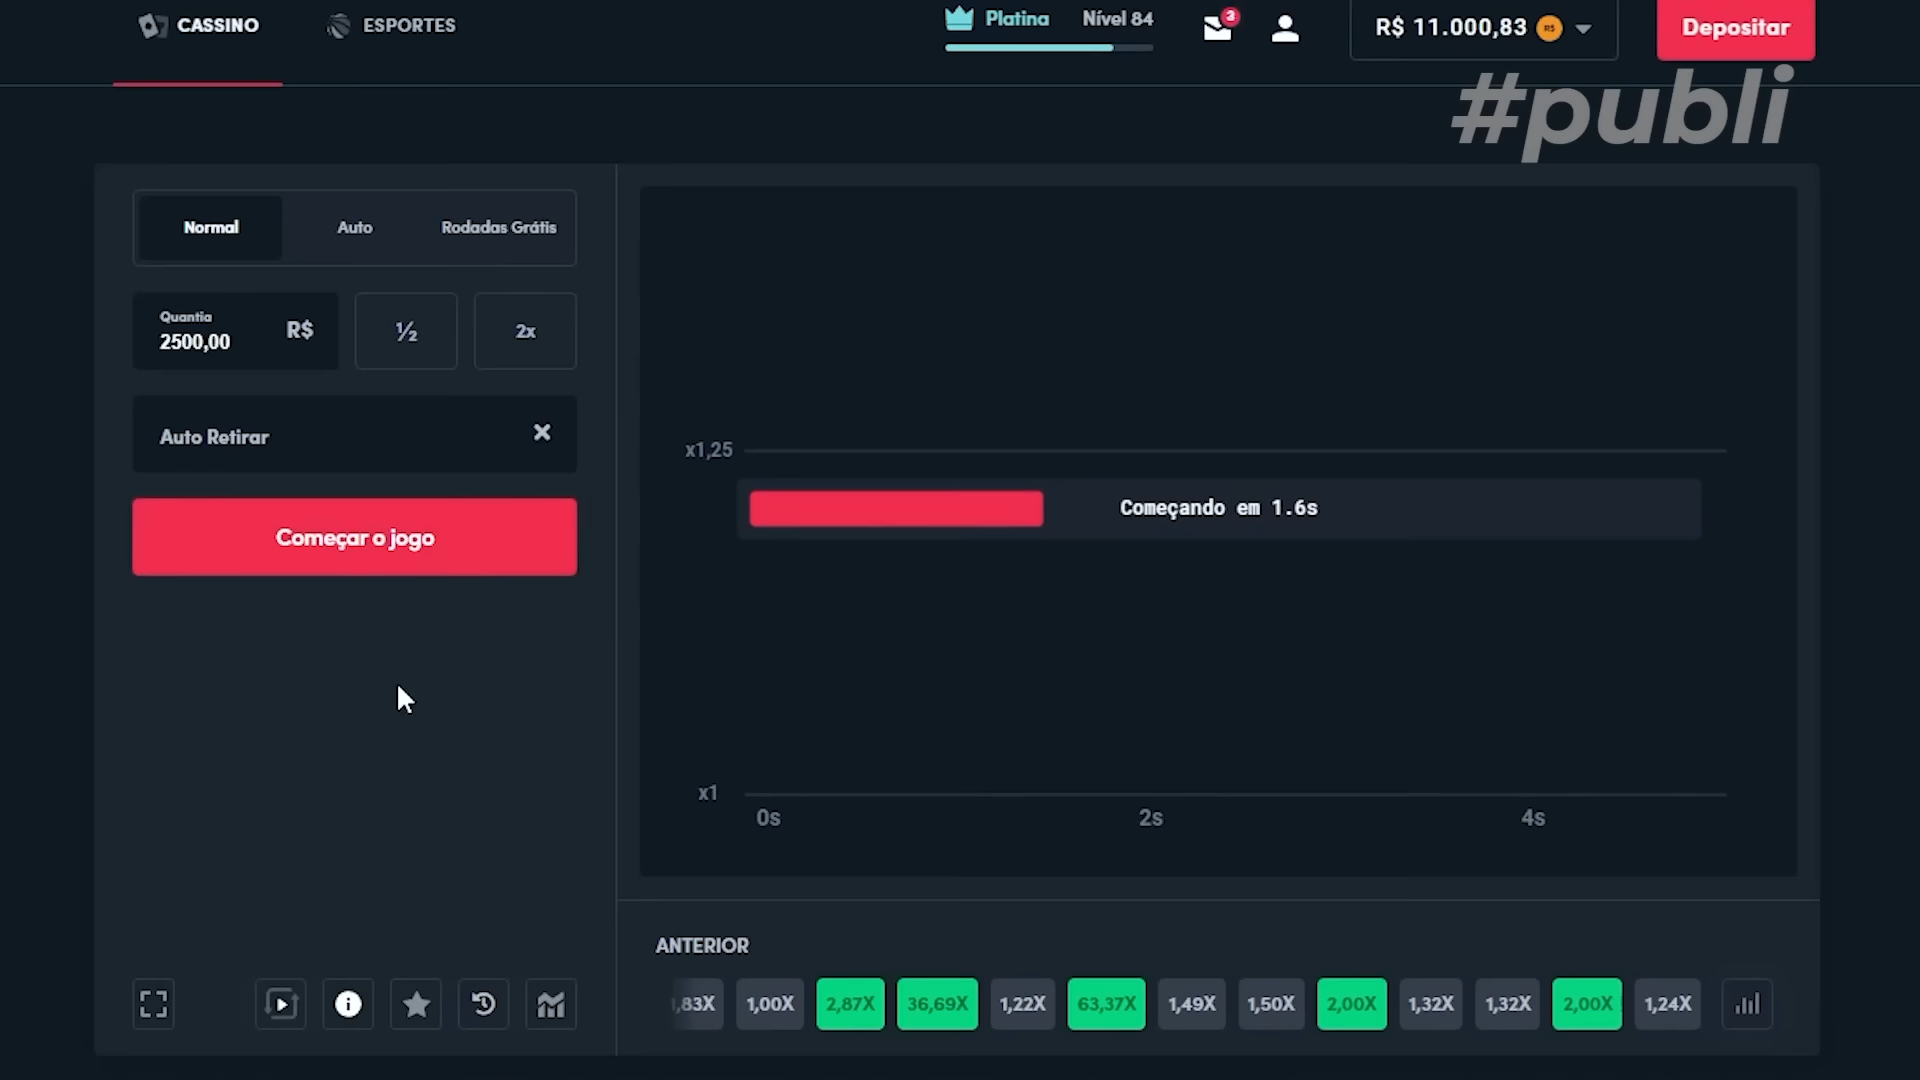 CASSINO
ESPORTES
Platina
Nível 84
3
R$ 11.000,83
R$
Depositar
#publi
Normal
Auto
Rodadas Grátis
Quantia
2500,00
R$
½
2x
Auto Retirar
Começar o jogo
x1,25
Começando em 1.6s
x1
0s
2s
4s
ANTERIOR
,83X
1,00X
2,87X
36,69X
1,22X
63,37X
1,49X
1,50X
2,00X
1,32X
1,32X
2,00X
1,24X